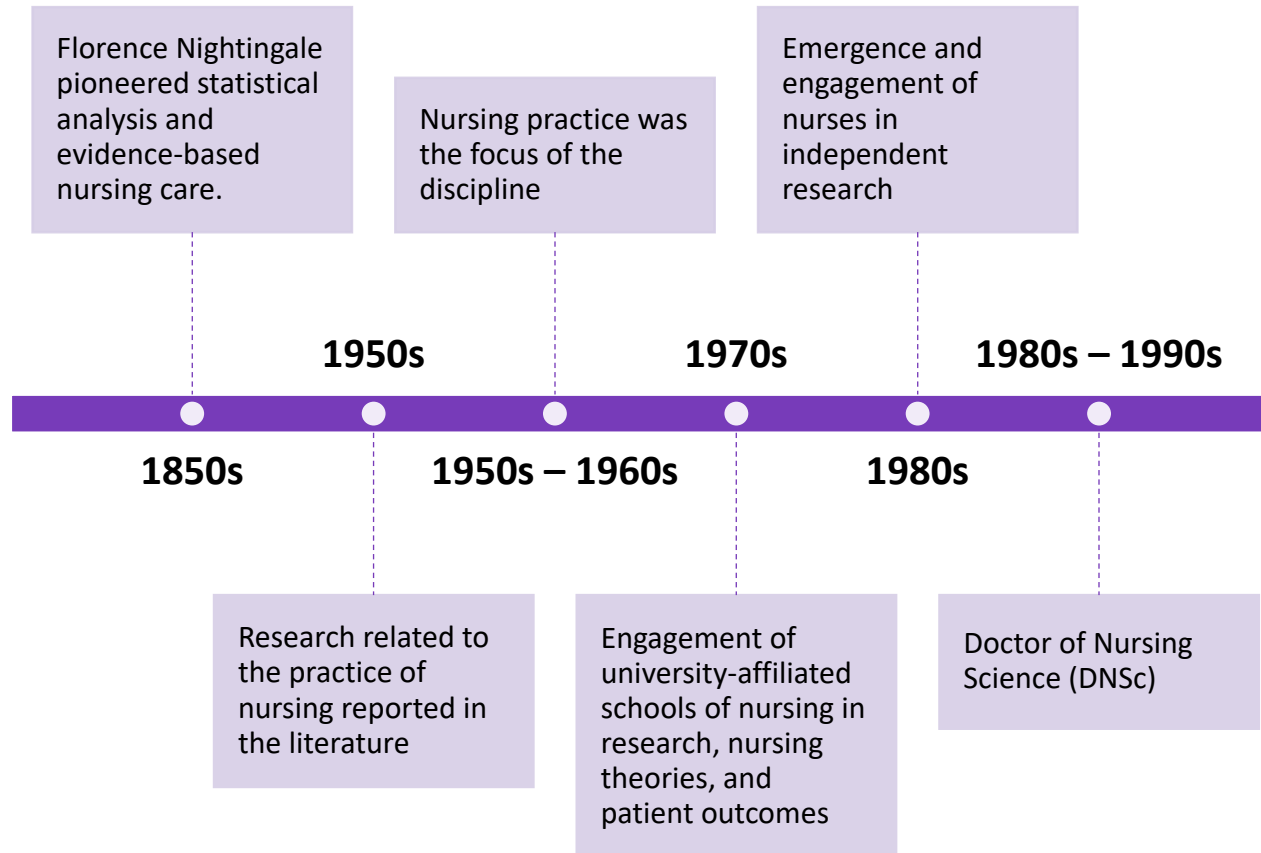 Florence Nightingale
pioneered statistical
analysis and
evidence-based
nursing care.
Nursing practice was
the focus of the
discipline
Emergence and
engagement of
nurses in
independent
research
1950s
1970s
1980s – 1990s
1850s
1950s – 1960s
1980s
Research related to
the practice of
nursing reported in
the literature
Engagement of
university-affiliated
schools of nursing in
research, nursing
theories, and
patient outcomes
Doctor of Nursing
Science (DNSc)